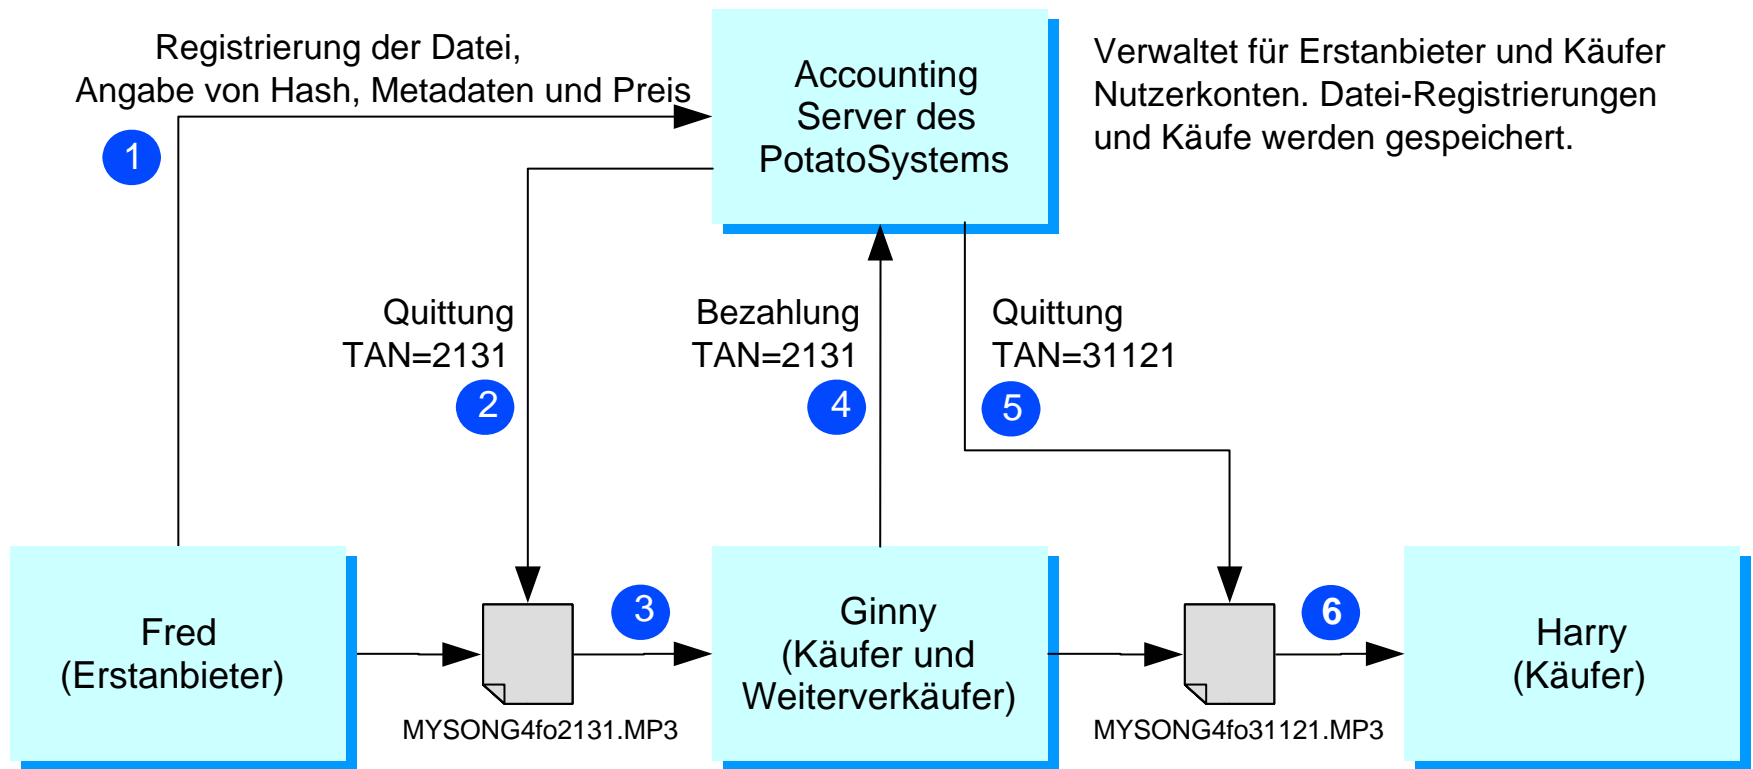 Registrierung der Datei,
Angabe von Hash, Metadaten und Preis
1
Accounting
Server des
PotatoSystems
Verwaltet für Erstanbieter und Käufer
Nutzerkonten. Datei-Registrierungen
und Käufe werden gespeichert.
Quittung
TAN=2131
2
Bezahlung
TAN=2131
4
Quittung
TAN=31121
5
Fred
(Erstanbieter)
MYSONG4fo2131.MP3
3
Ginny
(Käufer und
Weiterverkäufer)
MYSONG4fo31121.MP3
6
Harry
(Käufer)